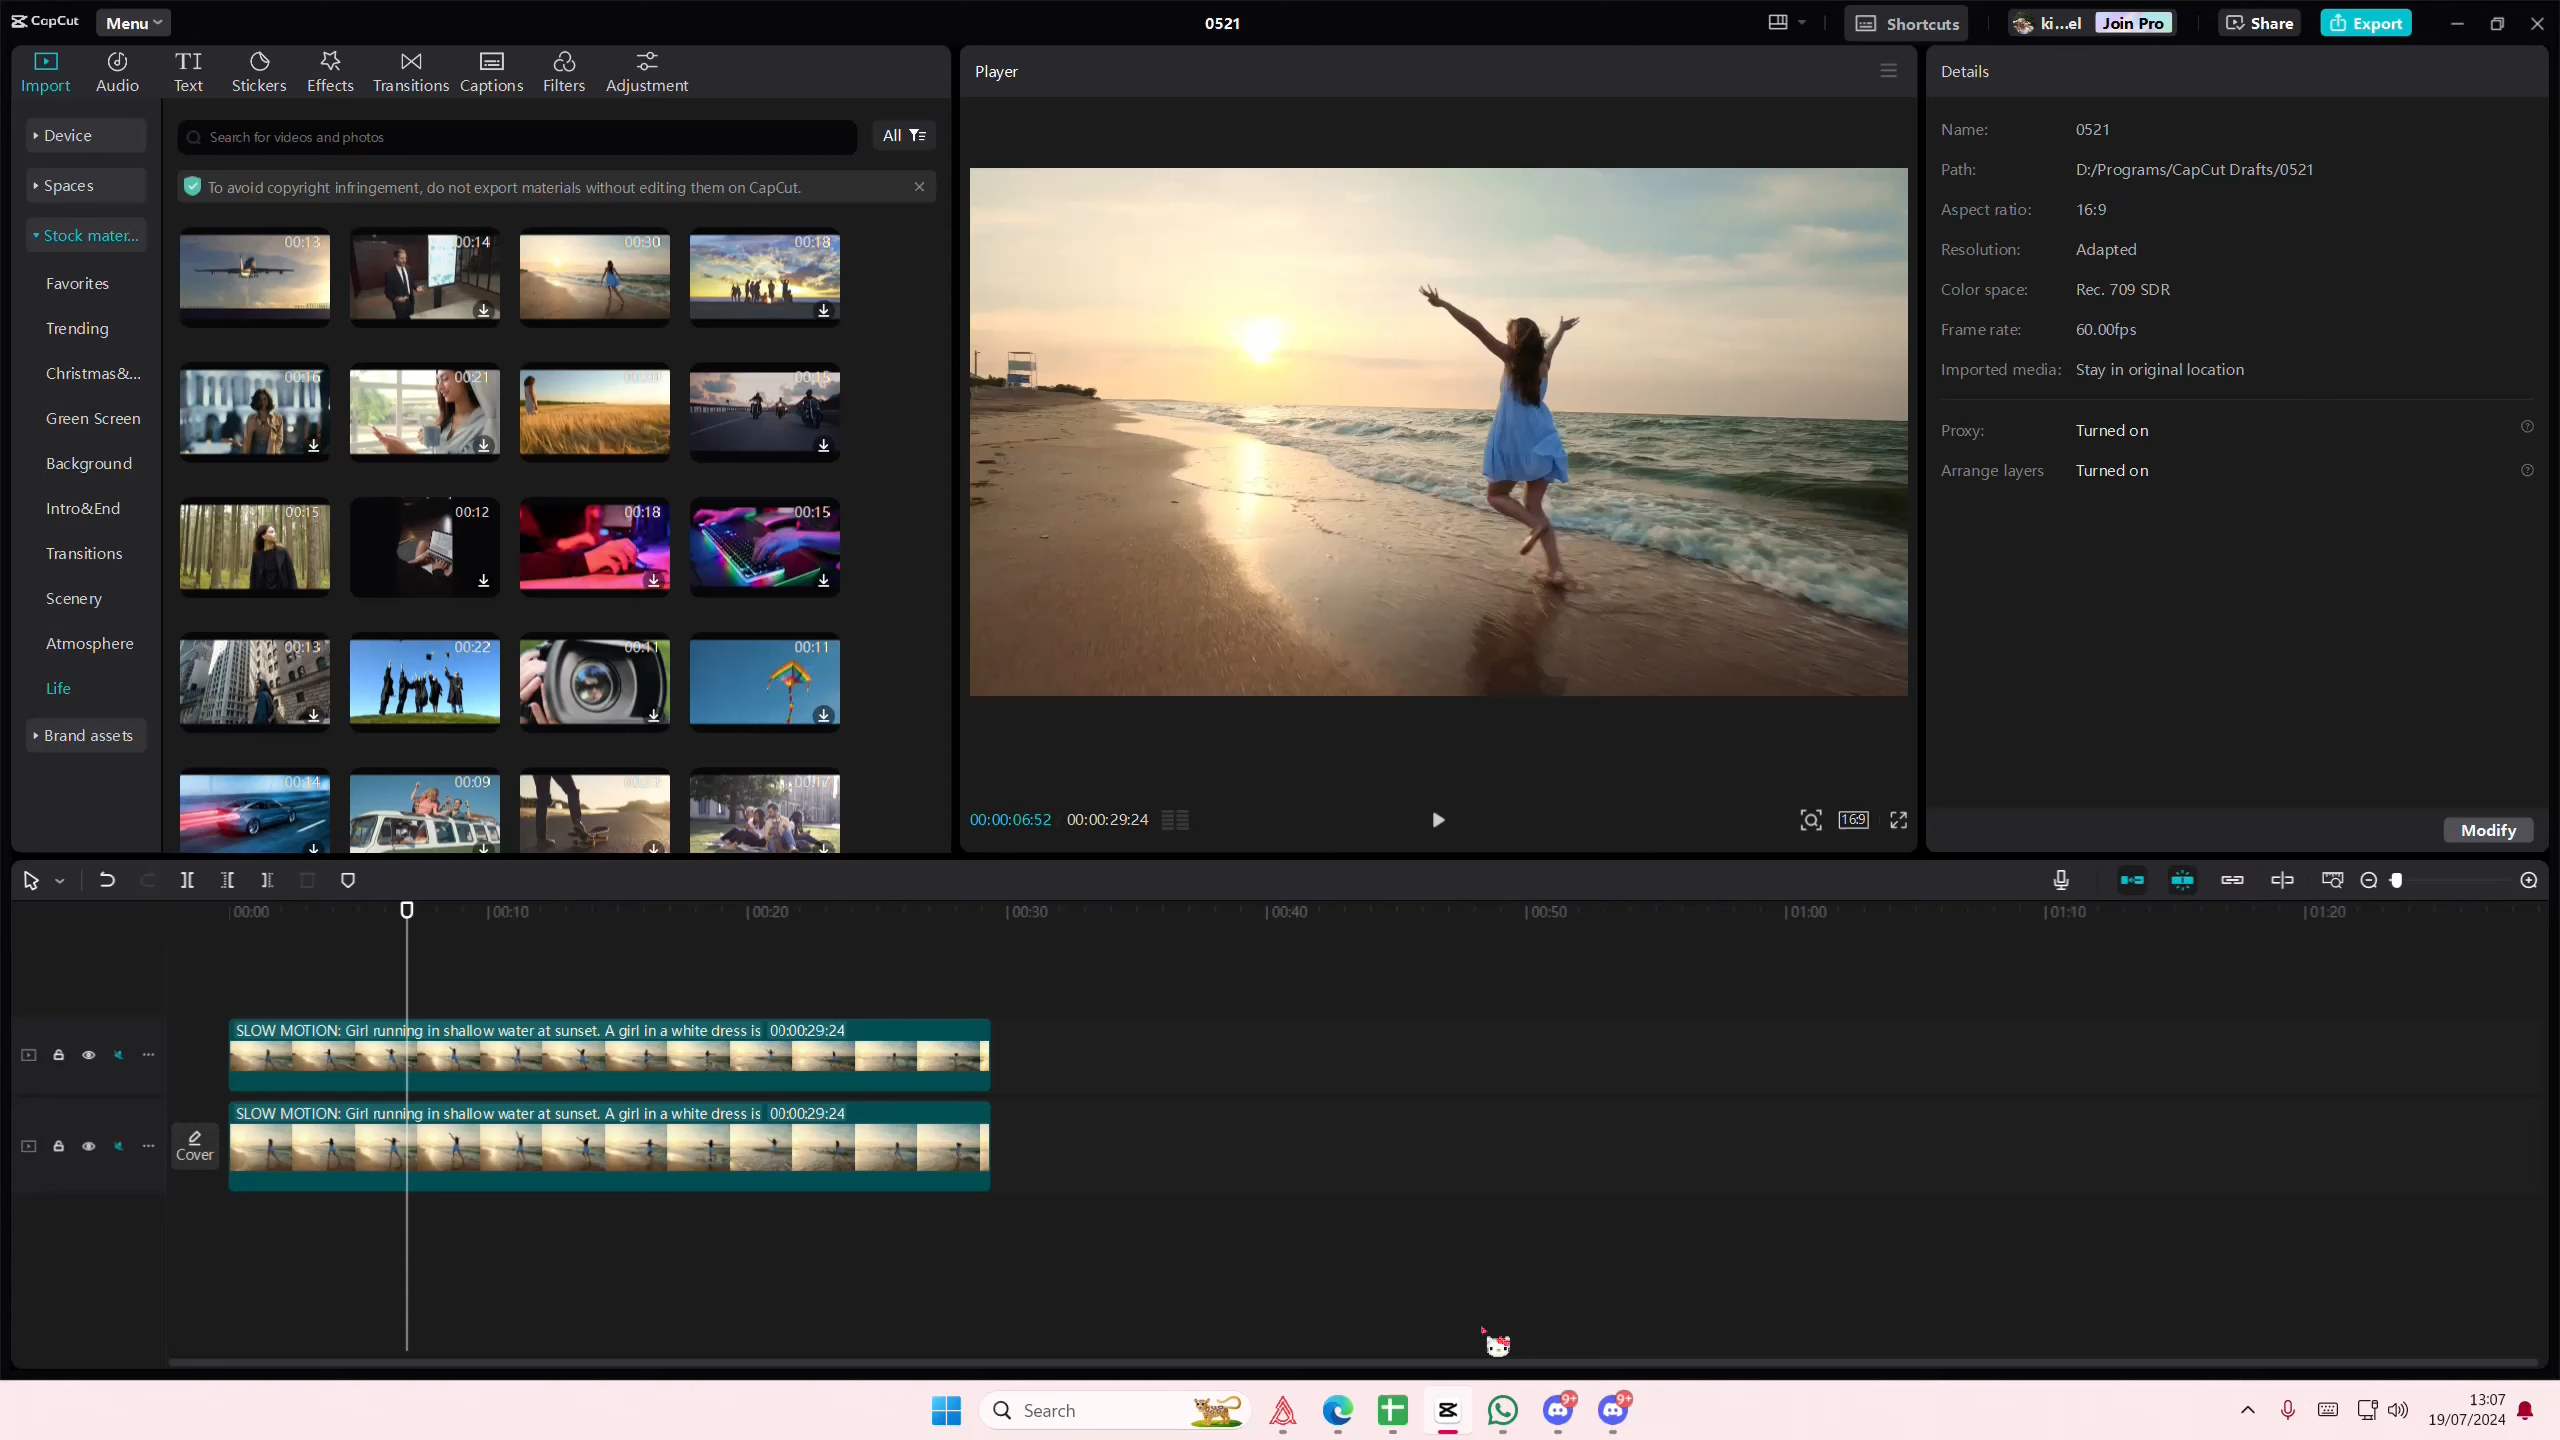 CapCut
Menu
0521
Shortcuts
ki...el
Join Pro
Share
Export
Import
Audio
TI
Text
Stickers
Effects
Transitions
Captions
Filters
Adjustment
Device
Spaces
Stock mater...
Favorites
Trending
Christmas&...
Green Screen
Background
Intro&End
Transitions
Scenery
Atmosphere
Life
Brand assets
Search for videos and photos
All
To avoid copyright infringement, do not export materials without editing them on CapCut.
00:13
00:14
00:30
00:18
00:16
00:21
00:15
00:15
00:12
00:18
00:15
00:13
00:22
00:11
00:11
00:14
00:09
00:17
Player
00:00:06:52
00:00:29:24
16:9
Details
Name: 0521
Path: D:/Programs/CapCut Drafts/0521
Aspect ratio: 16:9
Resolution: Adapted
Color space: Rec. 709 SDR
Frame rate: 60.00fps
Imported media: Stay in original location
Proxy: Turned on
Arrange layers Turned on
Modify
00:00
00:10
00:20
00:30
00:40
00:50
01:00
01:10
01:20
SLOW MOTION: Girl running in shallow water at sunset. A girl in a white dress is 00:00:29:24
SLOW MOTION: Girl running in shallow water at sunset. A girl in a white dress is 00:00:29:24
Cover
Search
9+
9+
13:07
19/07/2024